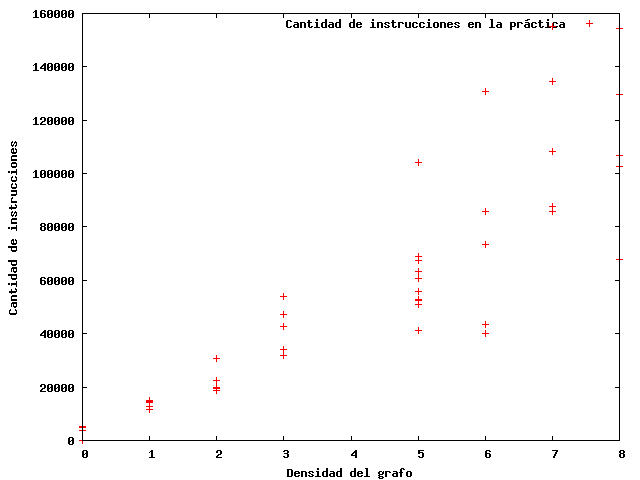 160000
Cantidad de instrucciones en la práctica
140000
120000
100000
80000
60000
40000
20000
0
Cantidad de instrucciones
0 1 2 3 4 5 6 7 8
Densidad del grafo